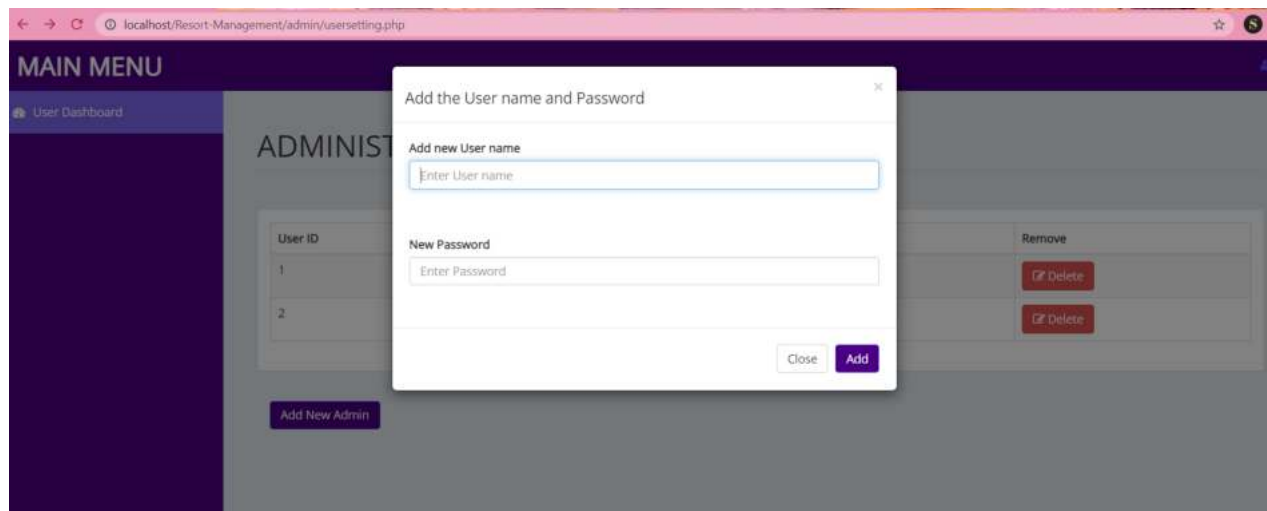 localhost/Resort-Management/admin/usersetting.php
S
MAIN MENU
User Dashboard
Add the User name and Password
×
ADMINIST
Add new User name
Enter User name
User ID
Remove
New Password
1
Enter Password
Delete
2
Delete
Close
Add
Add New Admin